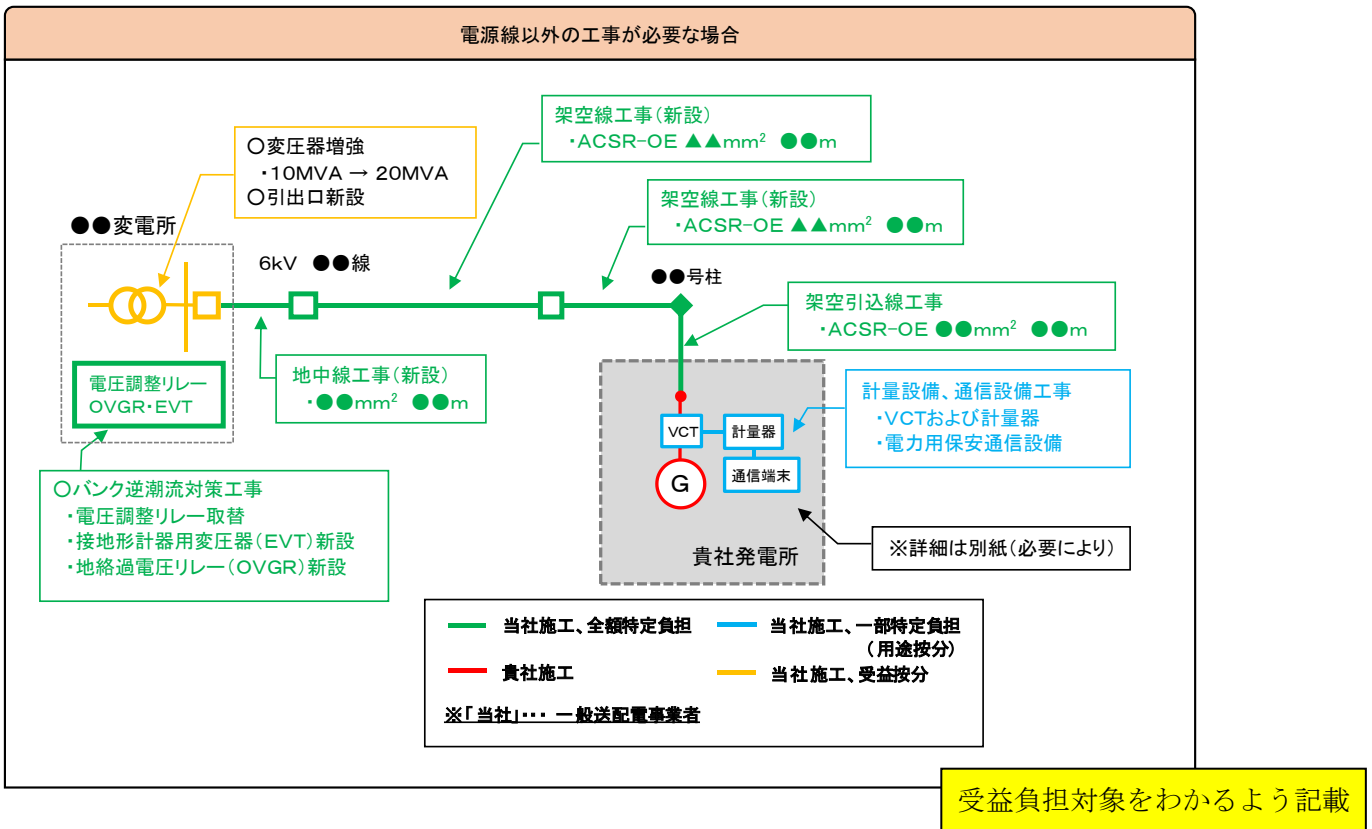 電源線以外の工事が必要な場合
架空線工事（新設）
・ACSR-OE ▲▲mm² ●●m
○変圧器増強
・10MVA → 20MVA
○引出口新設
架空線工事（新設）
・ACSR-OE ▲▲mm² ●●m
●●変電所
6kV ●●線
●●号柱
架空引込線工事
・ACSR-OE ●●mm² ●●m
電圧調整リレー
OVGR・EVT
地中線工事（新設）
・●●mm² ●●m
計量設備、通信設備工事
・VCTおよび計量器
・電力用保安通信設備
VCT
計量器
G
通信端末
○バンク逆潮流対策工事
・電圧調整リレー取替
・接地形計器用変圧器（EVT）新設
・地絡過電圧リレー（OVGR）新設
貴社発電所
※詳細は別紙（必要により）
当社施工、全額特定負担
当社施工、一部特定負担
（用途按分）
貴社施工
当社施工、受益按分
※「当社」・・・ 一般送配電事業者
受益負担対象をわかるよう記載